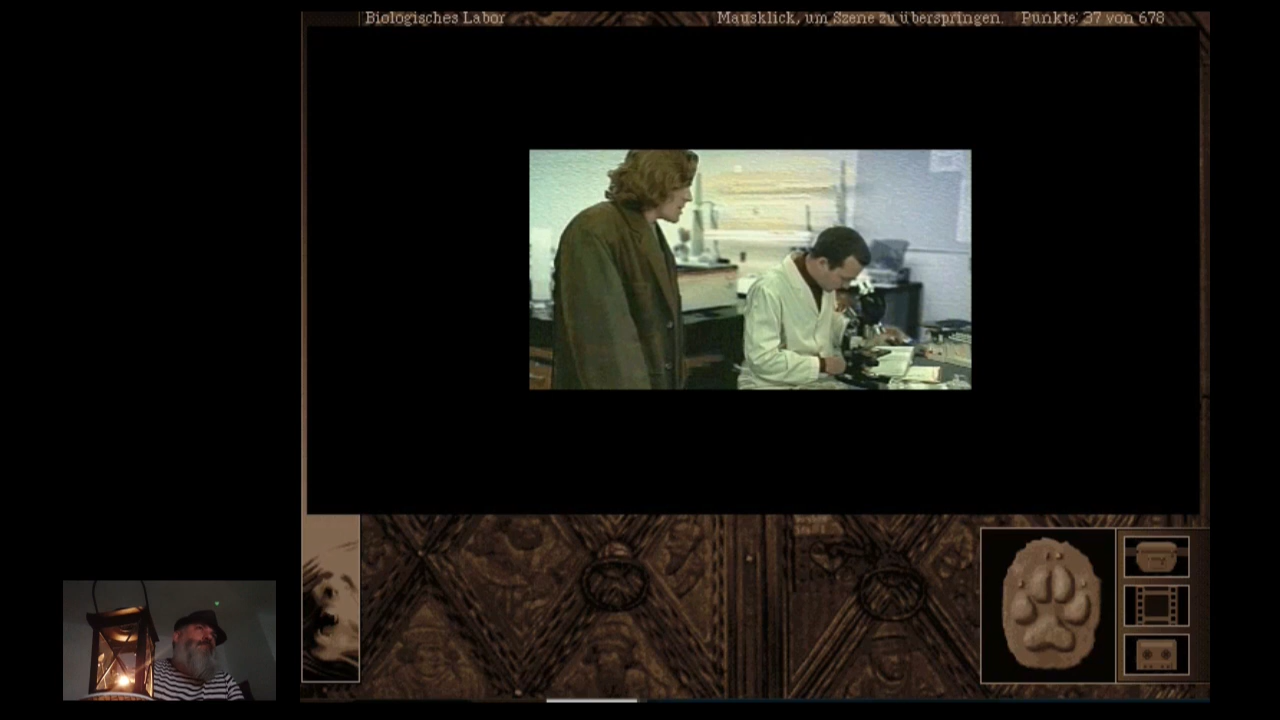 Biologisches Labor
Mausklick, um Szene zu überspringen.
Punkte: 37 von 678